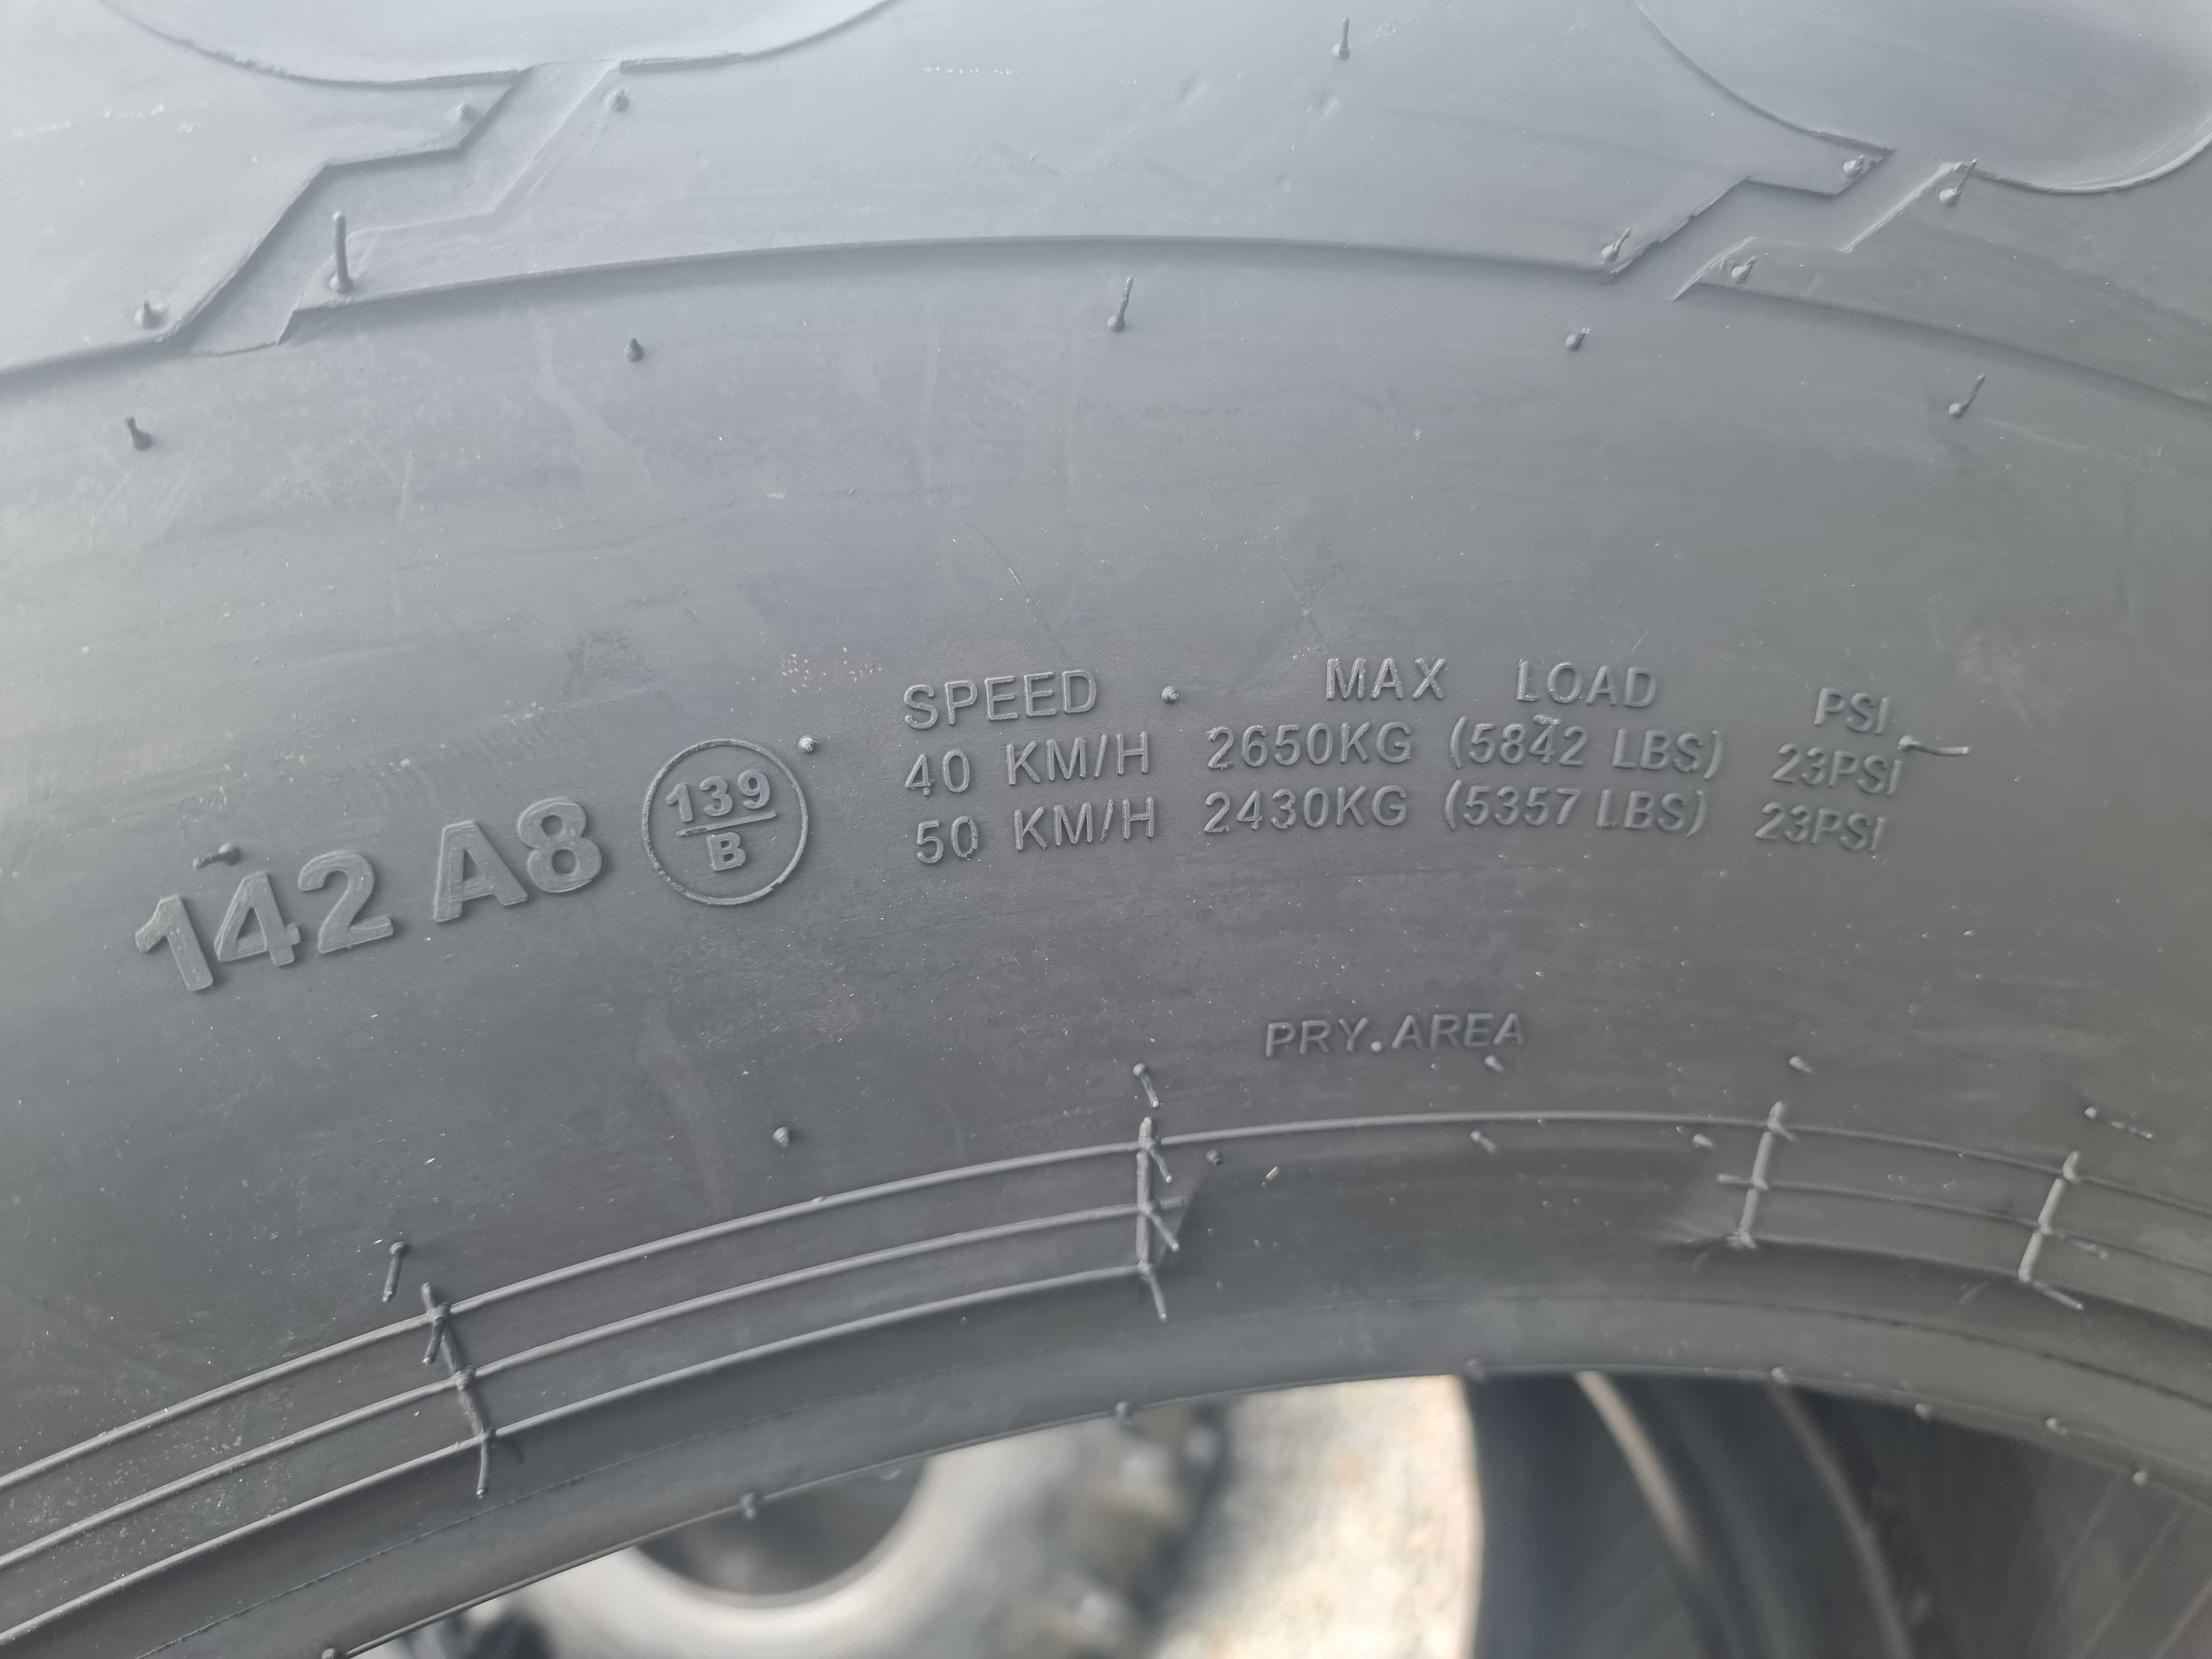 SPEED MAX LOAD PSI
40 KM/H 2650KG (5842 LBS) 23PSI
50 KM/H 2430KG (5357 LBS) 23PSI
142 A8
139
B
PRY.AREA